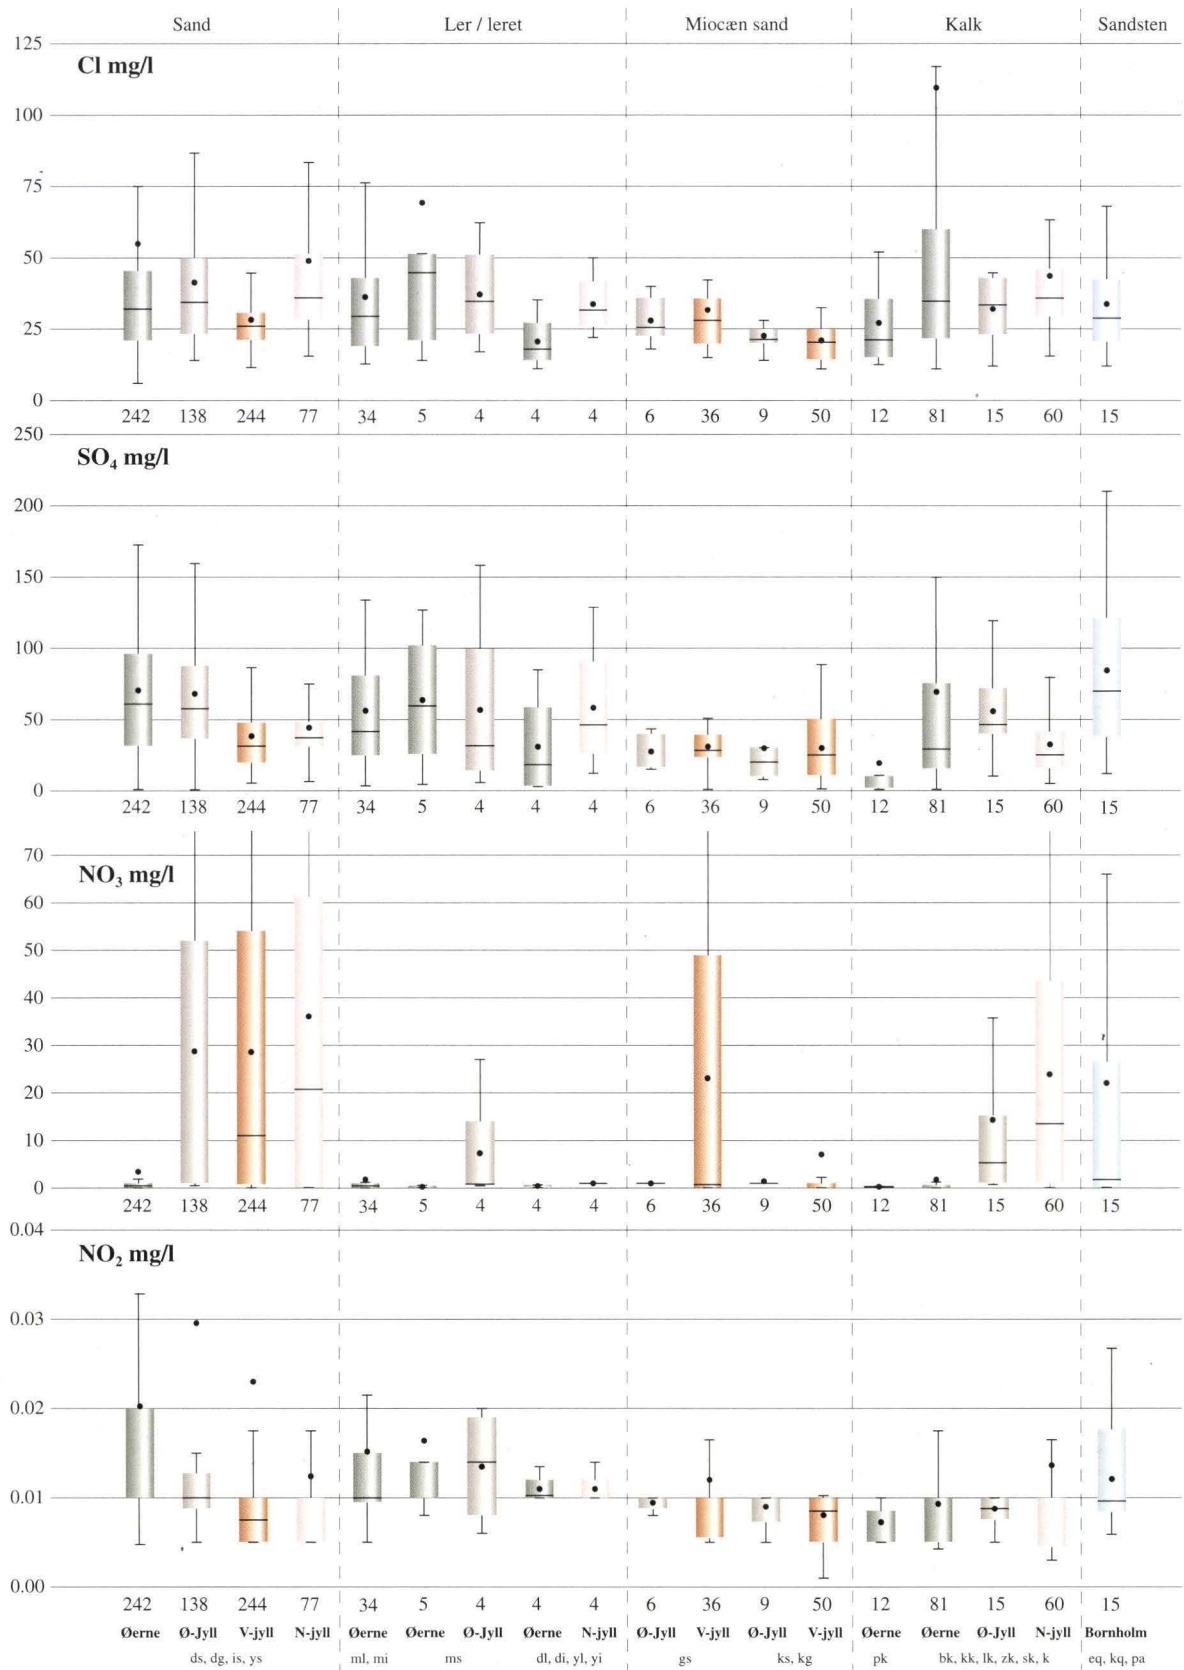 Sand Ler / leret Miocæn sand Kalk Sandsten
125
Cl mg/l
100
75
50
25
0
242 138 244 77 34 5 4 4 4 6 36 9 50 12 81 15 60 15
250
SO₄ mg/l
200
150
100
50
0
242 138 244 77 34 5 4 4 4 6 36 9 50 12 81 15 60 15
70
NO₃ mg/l
60
50
40
30
20
10
0
242 138 244 77 34 5 4 4 4 6 36 9 50 12 81 15 60 15
0.04
NO₂ mg/l
0.03
0.02
0.01
0.00
242 138 244 77 34 5 4 4 4 6 36 9 50 12 81 15 60 15
Øerne Ø-Jyll V-jyll N-jyll Øerne Øerne Ø-Jyll Øerne N-jyll Ø-Jyll V-jyll Ø-Jyll V-jyll Øerne Øerne Ø-Jyll N-jyll Bornholm
ds, dg, is, ys ml, mi ms dl, di, yl, yi gs ks, kg pk bk, kk, lk, zk, sk, k eq, kq, pa